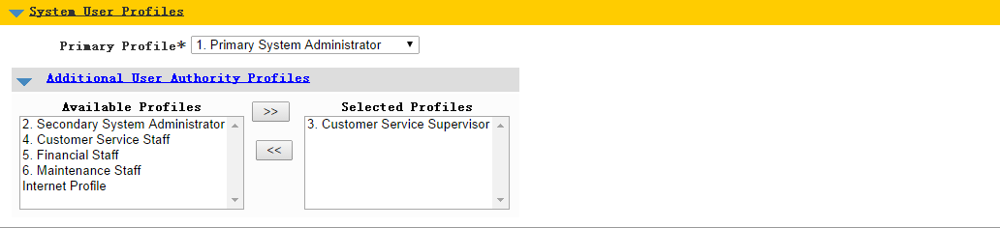 System User Profiles
Primary Profile* 1. Primary System Administrator
Additional User Authority Profiles
Available Profiles >> Selected Profiles
2. Secondary System Administrator 3. Customer Service Supervisor
4. Customer Service Staff
5. Financial Staff <<
6. Maintenance Staff
Internet Profile